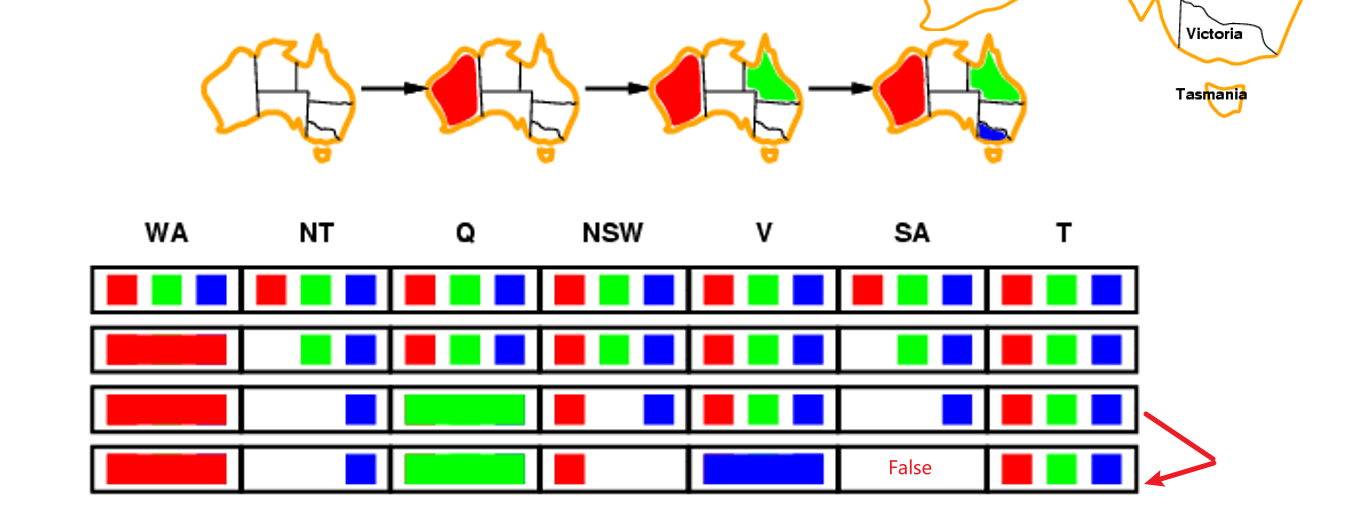 Victoria
Tasmania
WA NT Q NSW V SA T
False